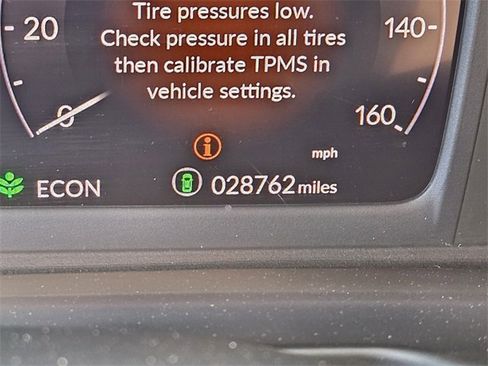 Tire pressures low.
20 Check pressure in all tires 140
then calibrate TPMS in
vehicle settings.
0 160
i
mph
ECON 028762 miles